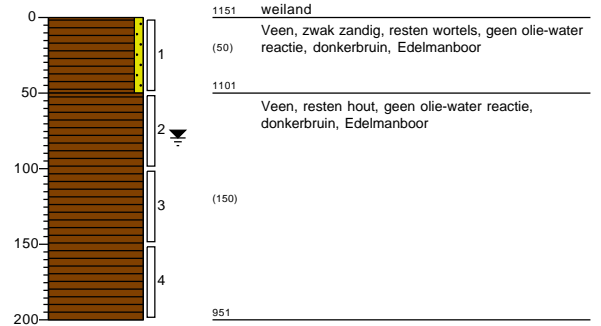 0
50
100
150
200
1
2
3
4
1151 weiland
(50) Veen, zwak zandig, resten wortels, geen olie-water
reactie, donkerbruin, Edelmanboor
1101
Veen, resten hout, geen olie-water reactie,
donkerbruin, Edelmanboor
(150)
951